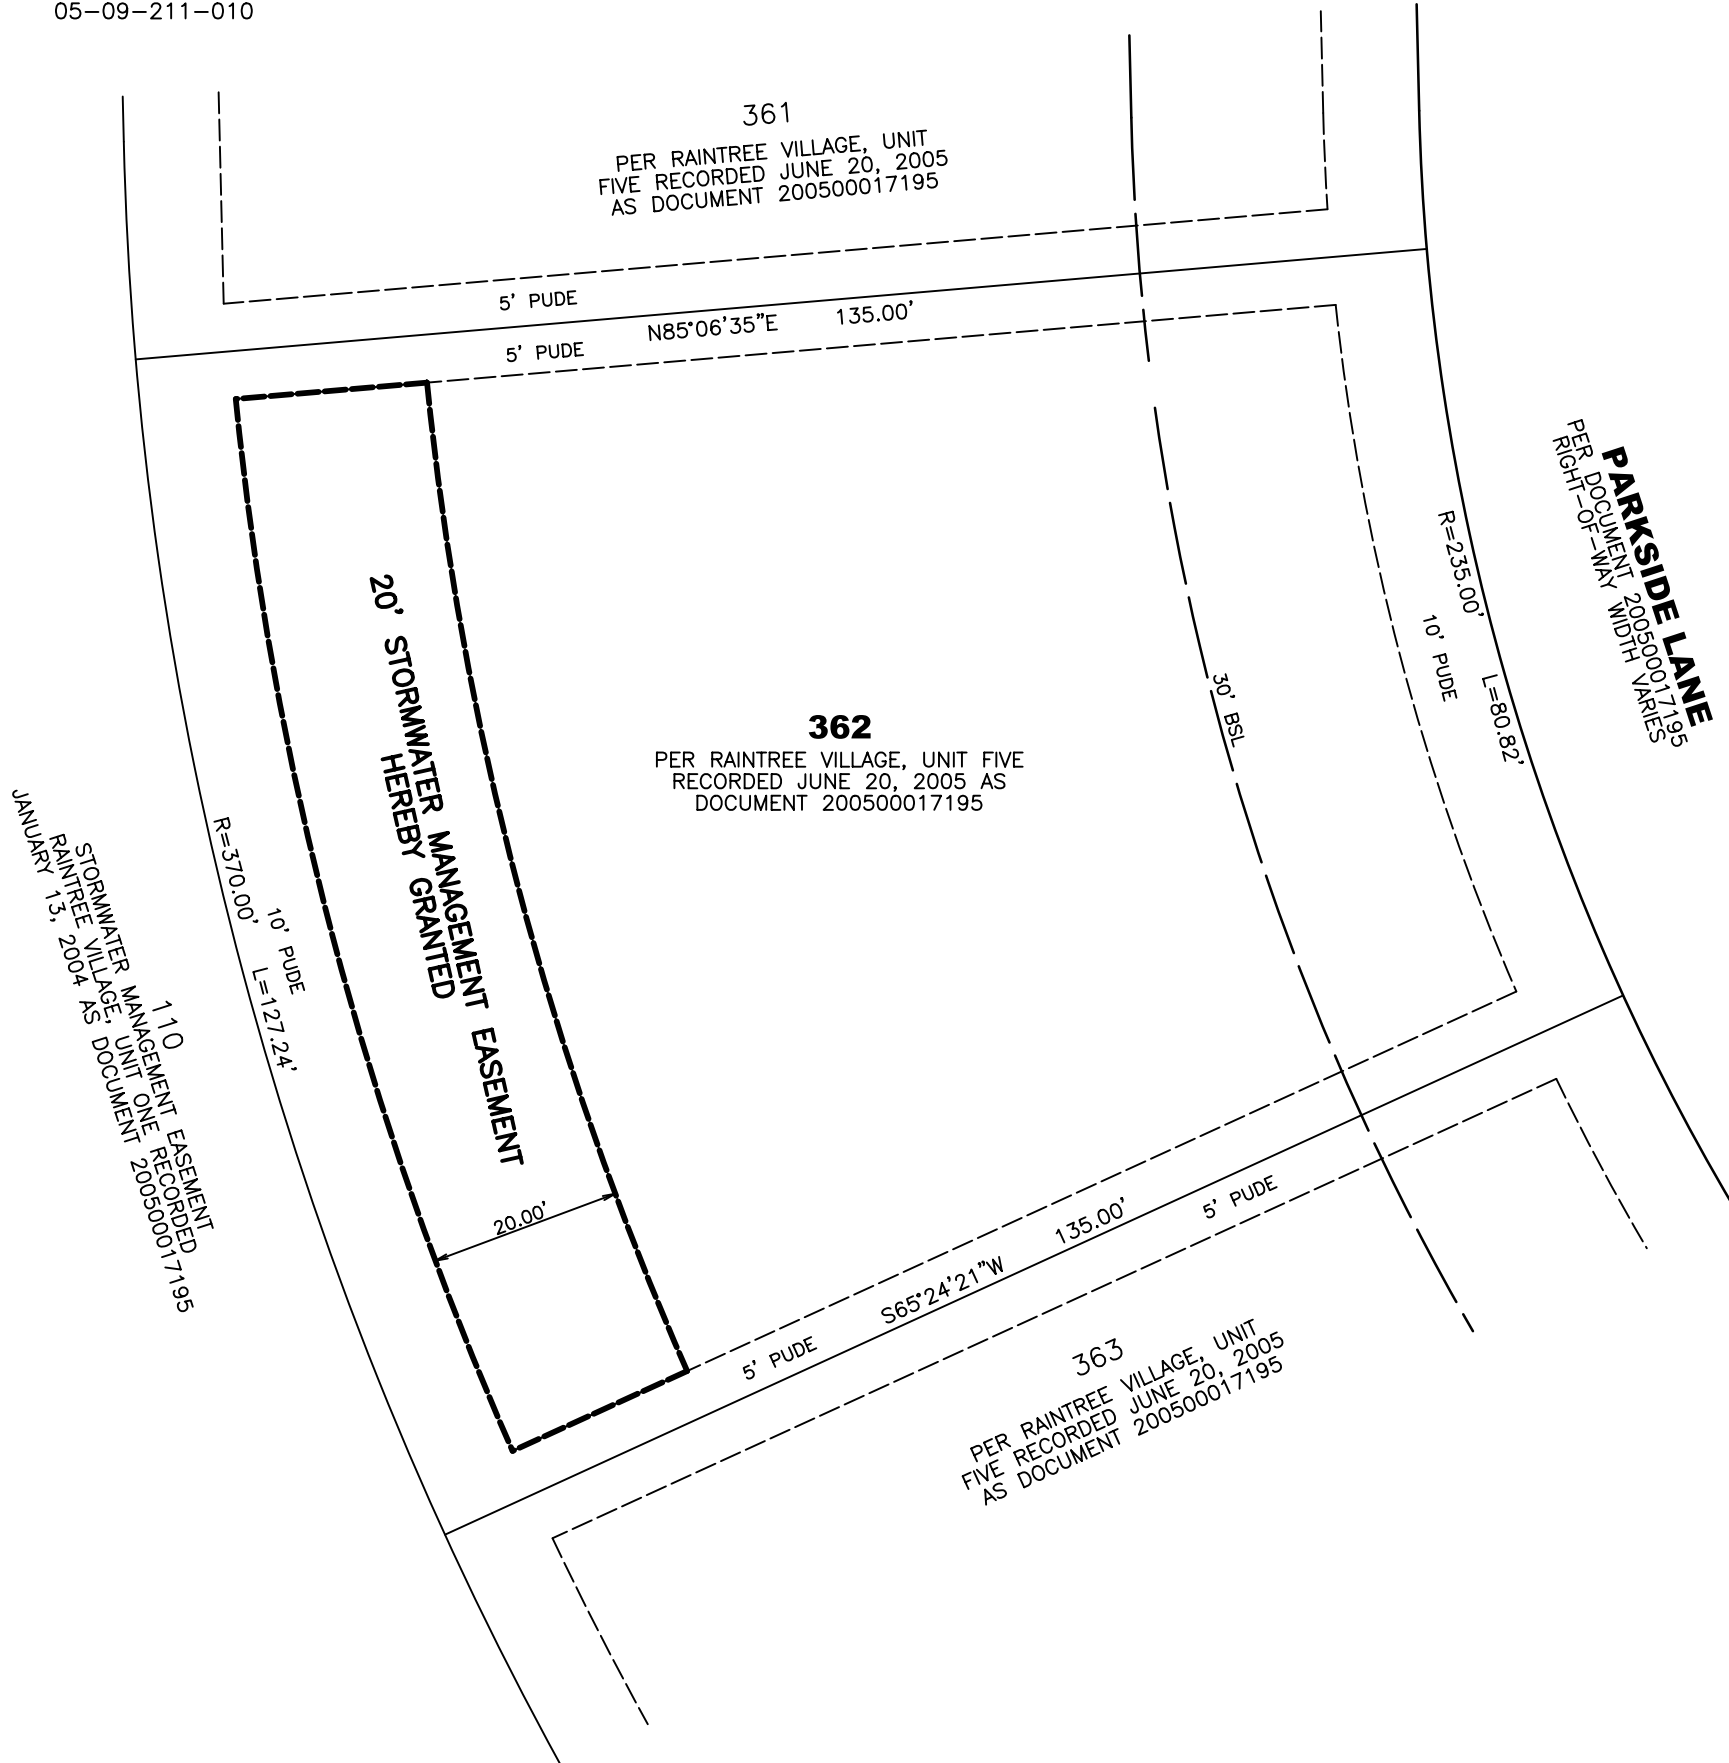 05-09-211-010
361
PER RAINTREE VILLAGE, UNIT
FIVE RECORDED JUNE 20, 2005
AS DOCUMENT 200500017195
5' PUDE
N85°06'35"E 135.00'
5' PUDE
PARKSIDE LANE
PER DOCUMENT 200500017195
RIGHT-OF-WAY WIDTH VARIES
R=235.00' L=80.82'
10' PUDE
30' BSL
20' STORMWATER MANAGEMENT EASEMENT
HEREBY GRANTED
362
PER RAINTREE VILLAGE, UNIT FIVE
RECORDED JUNE 20, 2005 AS
DOCUMENT 200500017195
R=370.00' L=127.24'
10' PUDE
110
STORMWATER MANAGEMENT EASEMENT
RAINTREE VILLAGE, UNIT ONE RECORDED
JANUARY 13, 2004 AS DOCUMENT 200500017195
20.00'
S65°24'21"W 135.00'
5' PUDE
5' PUDE
363
PER RAINTREE VILLAGE, UNIT
FIVE RECORDED JUNE 20, 2005
AS DOCUMENT 200500017195